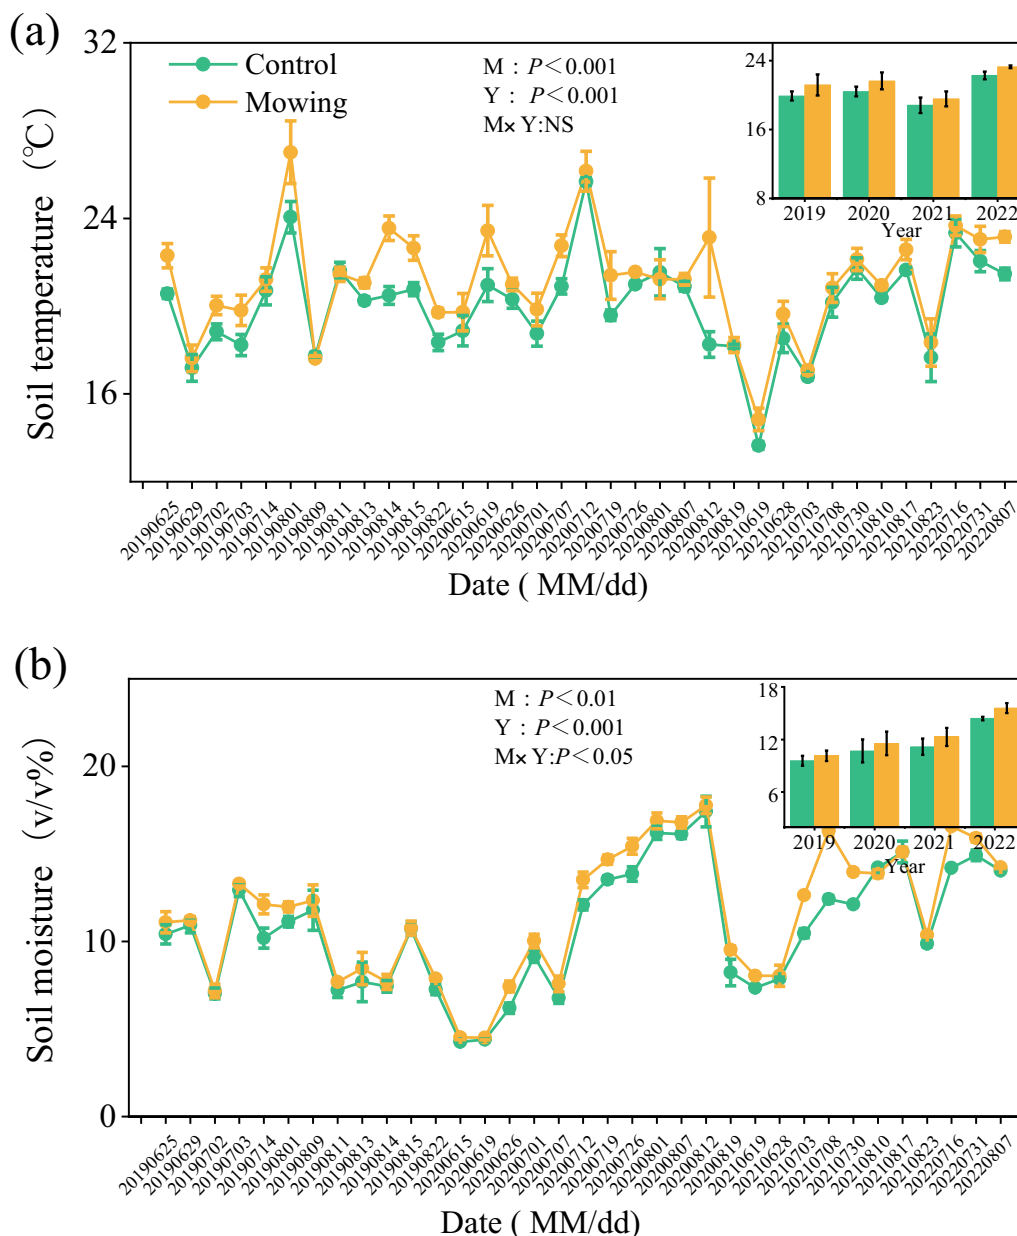 (a)
32
24
16
Soil temperature (℃)
Control
Mowing
M : P<0.001
Y : P<0.001
M× Y:NS
24
16
8
2019 2020 2021 2022
Year
20190625 20190629 20190702 20190703 20190714 20190801 20190809 20190811 20190813 20190814 20190815 20190822 20200615 20200619 20200626 20200701 20200707 20200712 20200719 20200726 20200801 20200807 20200812 20200819 20210619 20210628 20210703 20210708 20210730 20210810 20210817 20210823 20220716 20220731 20220807
Date ( MM/dd)
(b)
20
10
0
Soil moisture (v/v%)
M : P<0.01
Y : P<0.001
M× Y:P<0.05
18
12
6
2019 2020 2021 2022
Year
20190625 20190629 20190702 20190703 20190714 20190801 20190809 20190811 20190813 20190814 20190815 20190822 20200615 20200619 20200626 20200701 20200707 20200712 20200719 20200726 20200801 20200807 20200812 20200819 20210619 20210628 20210703 20210708 20210730 20210810 20210817 20210823 20220716 20220731 20220807
Date ( MM/dd)